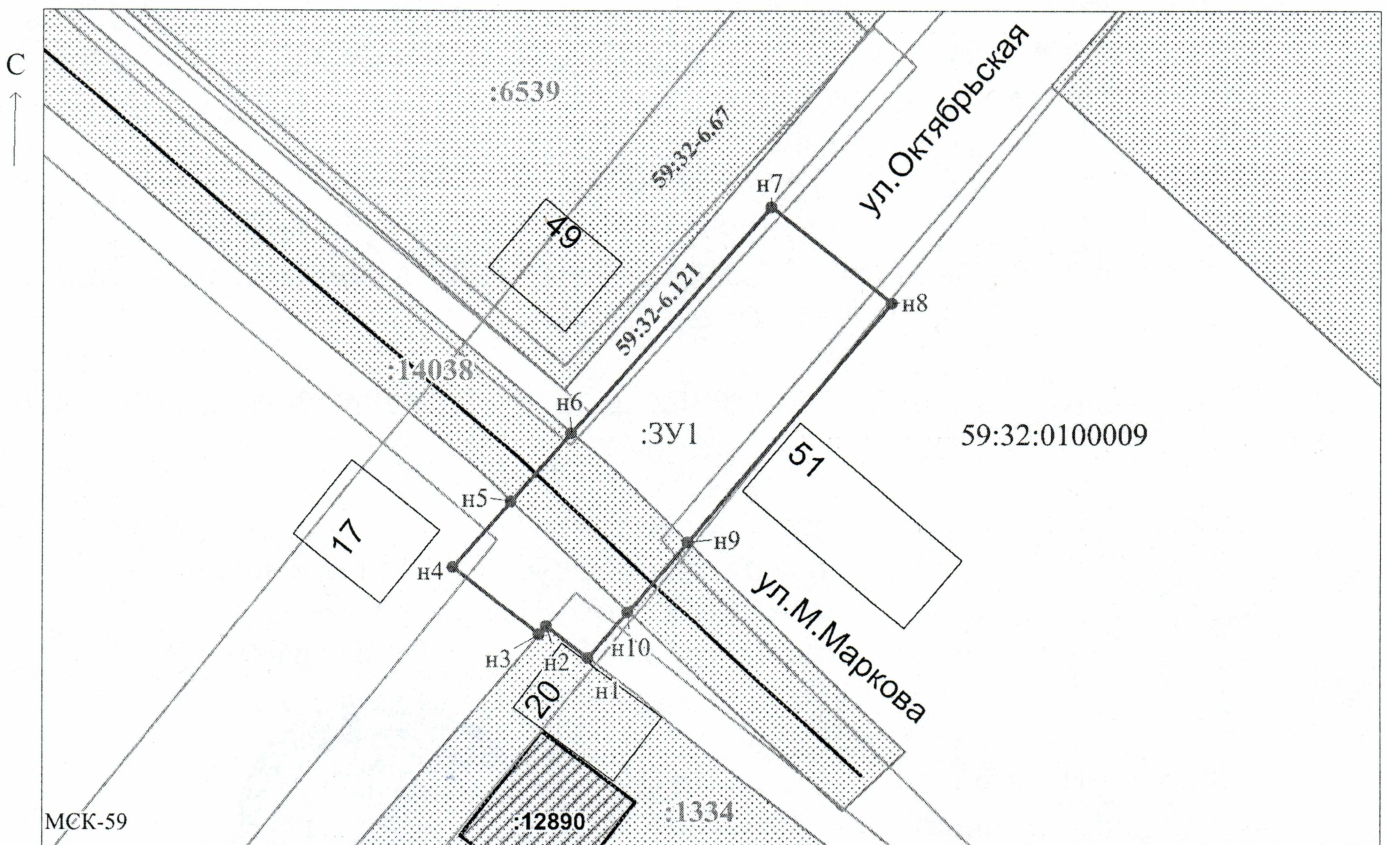 С
:6539
59:32-6.67
ул.Октябрьская
н7
49
59:32-6.121
н8
:14038
н6
:ЗУ1
59:32:0100009
51
н5
17
н9
н4
ул.М.Маркова
н10
н3
н2
н1
20
МСК-59
:12890
:1334